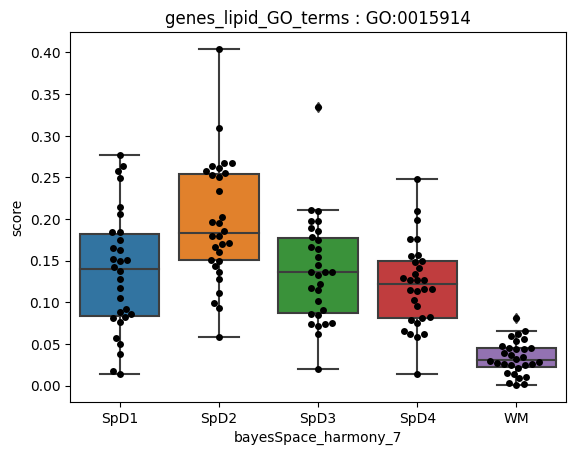 genes_lipid_GO_terms : GO:0015914
score
0.40
0.35
0.30
0.25
0.20
0.15
0.10
0.05
0.00
SpD1 SpD2 SpD3 SpD4 WM
bayesSpace_harmony_7